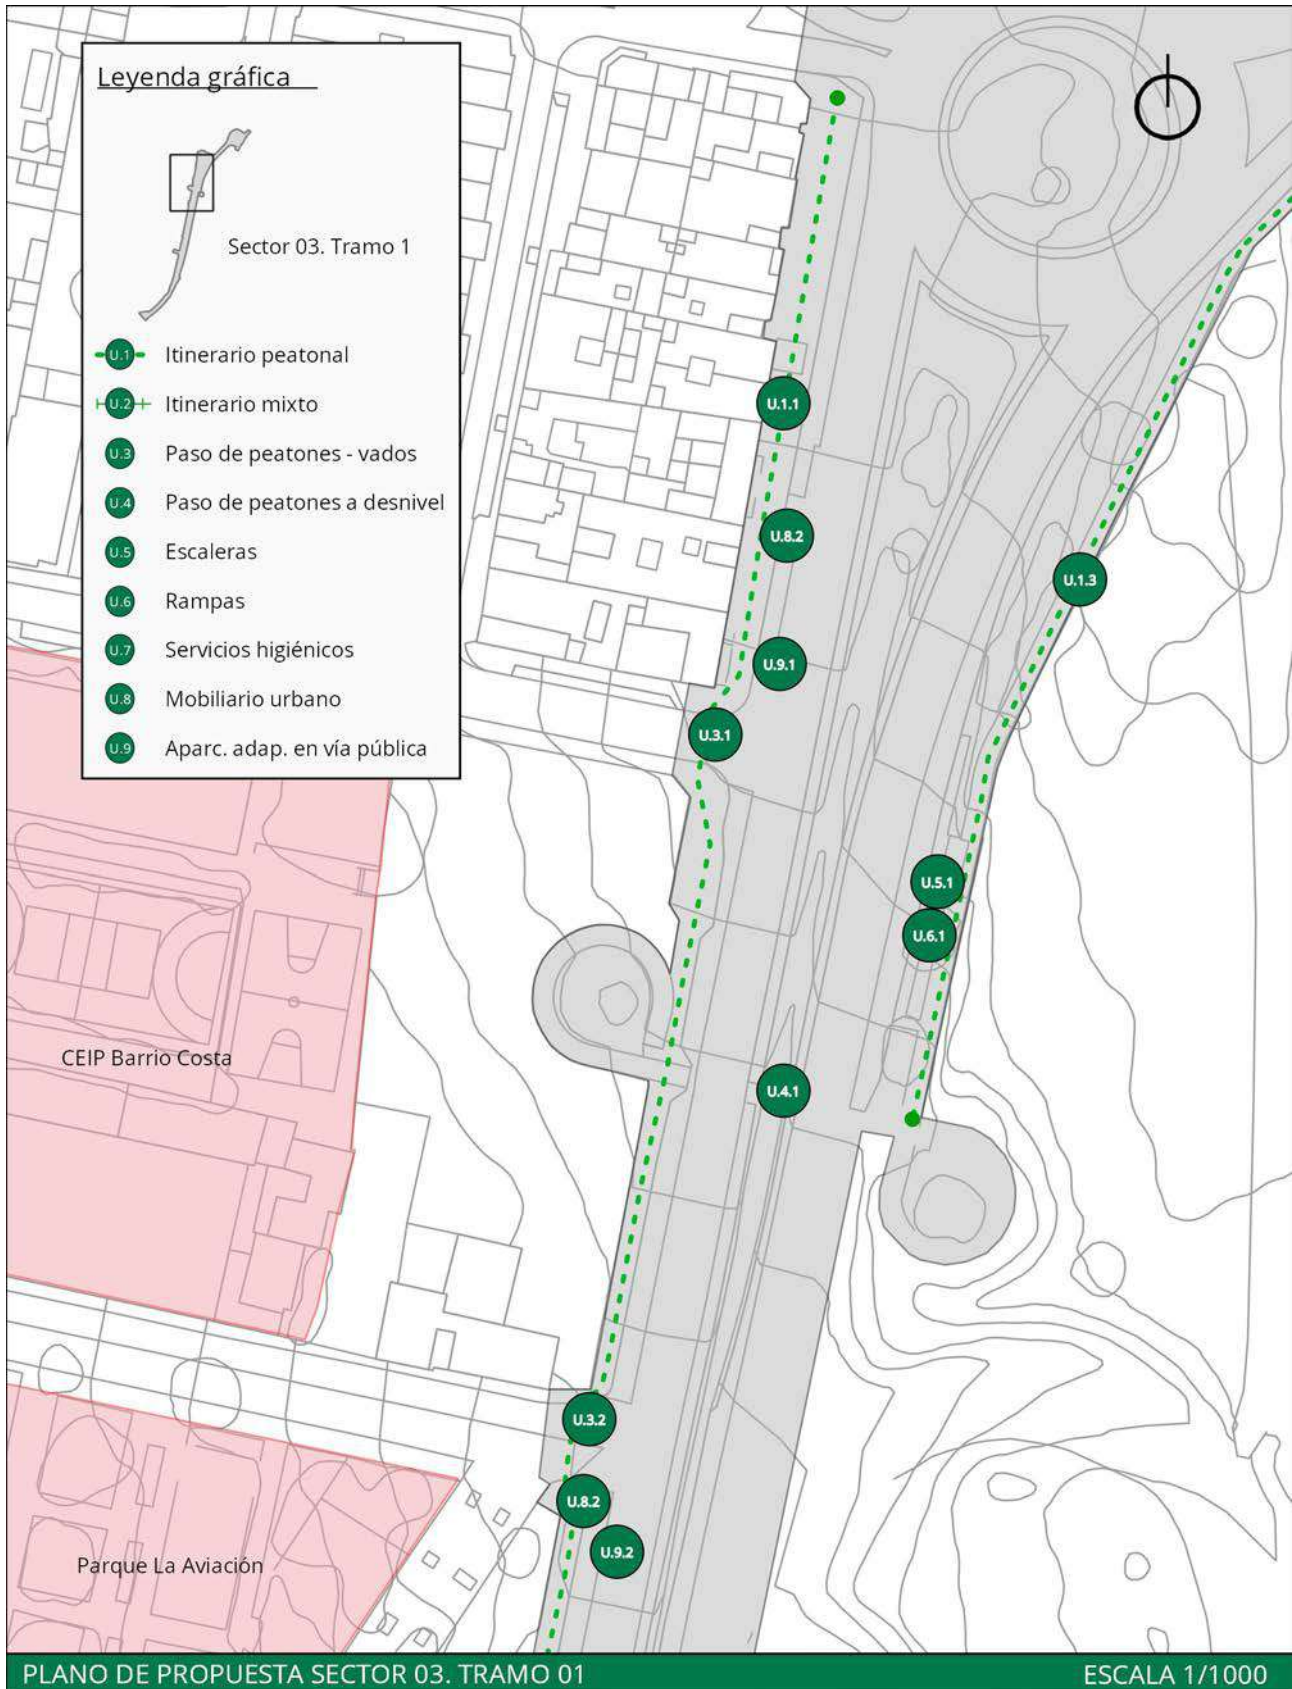 Leyenda gráfica
Sector 03. Tramo 1
U.1 Itinerario peatonal
U.2 Itinerario mixto
U.3 Paso de peatones - vados
U.4 Paso de peatones a desnivel
U.5 Escaleras
U.6 Rampas
U.7 Servicios higiénicos
U.8 Mobiliario urbano
U.9 Aparc. adap. en vía pública
U.1.1
U.8.2
U.1.3
U.9.1
U.3.1
U.5.1
U.6.1
CEIP Barrio Costa
U.4.1
U.3.2
U.8.2
U.9.2
Parque La Aviación
PLANO DE PROPUESTA SECTOR 03. TRAMO 01
ESCALA 1/1000